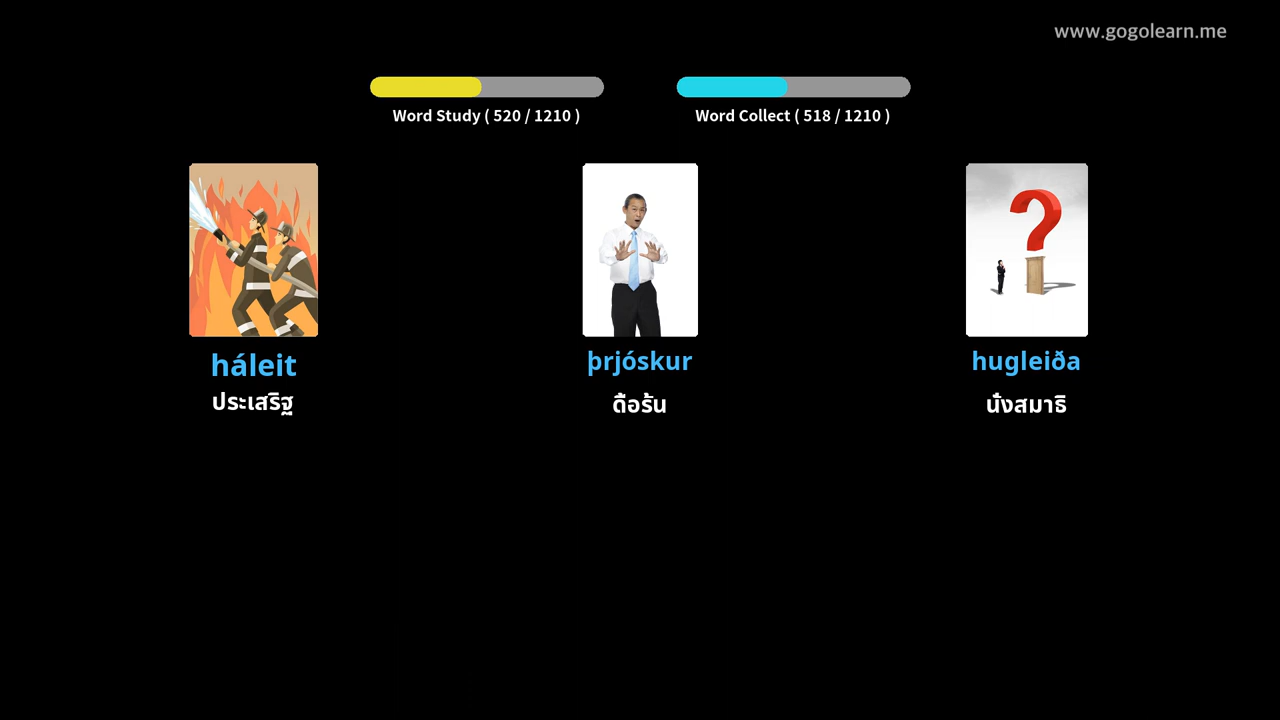 www.gogolearn.me
Word Study ( 520 / 1210 )
Word Collect ( 518 / 1210 )
háleit
þrjóskur
hugleiða
ประเสริฐ
ดื้อรั้น
นั่งสมาธิ